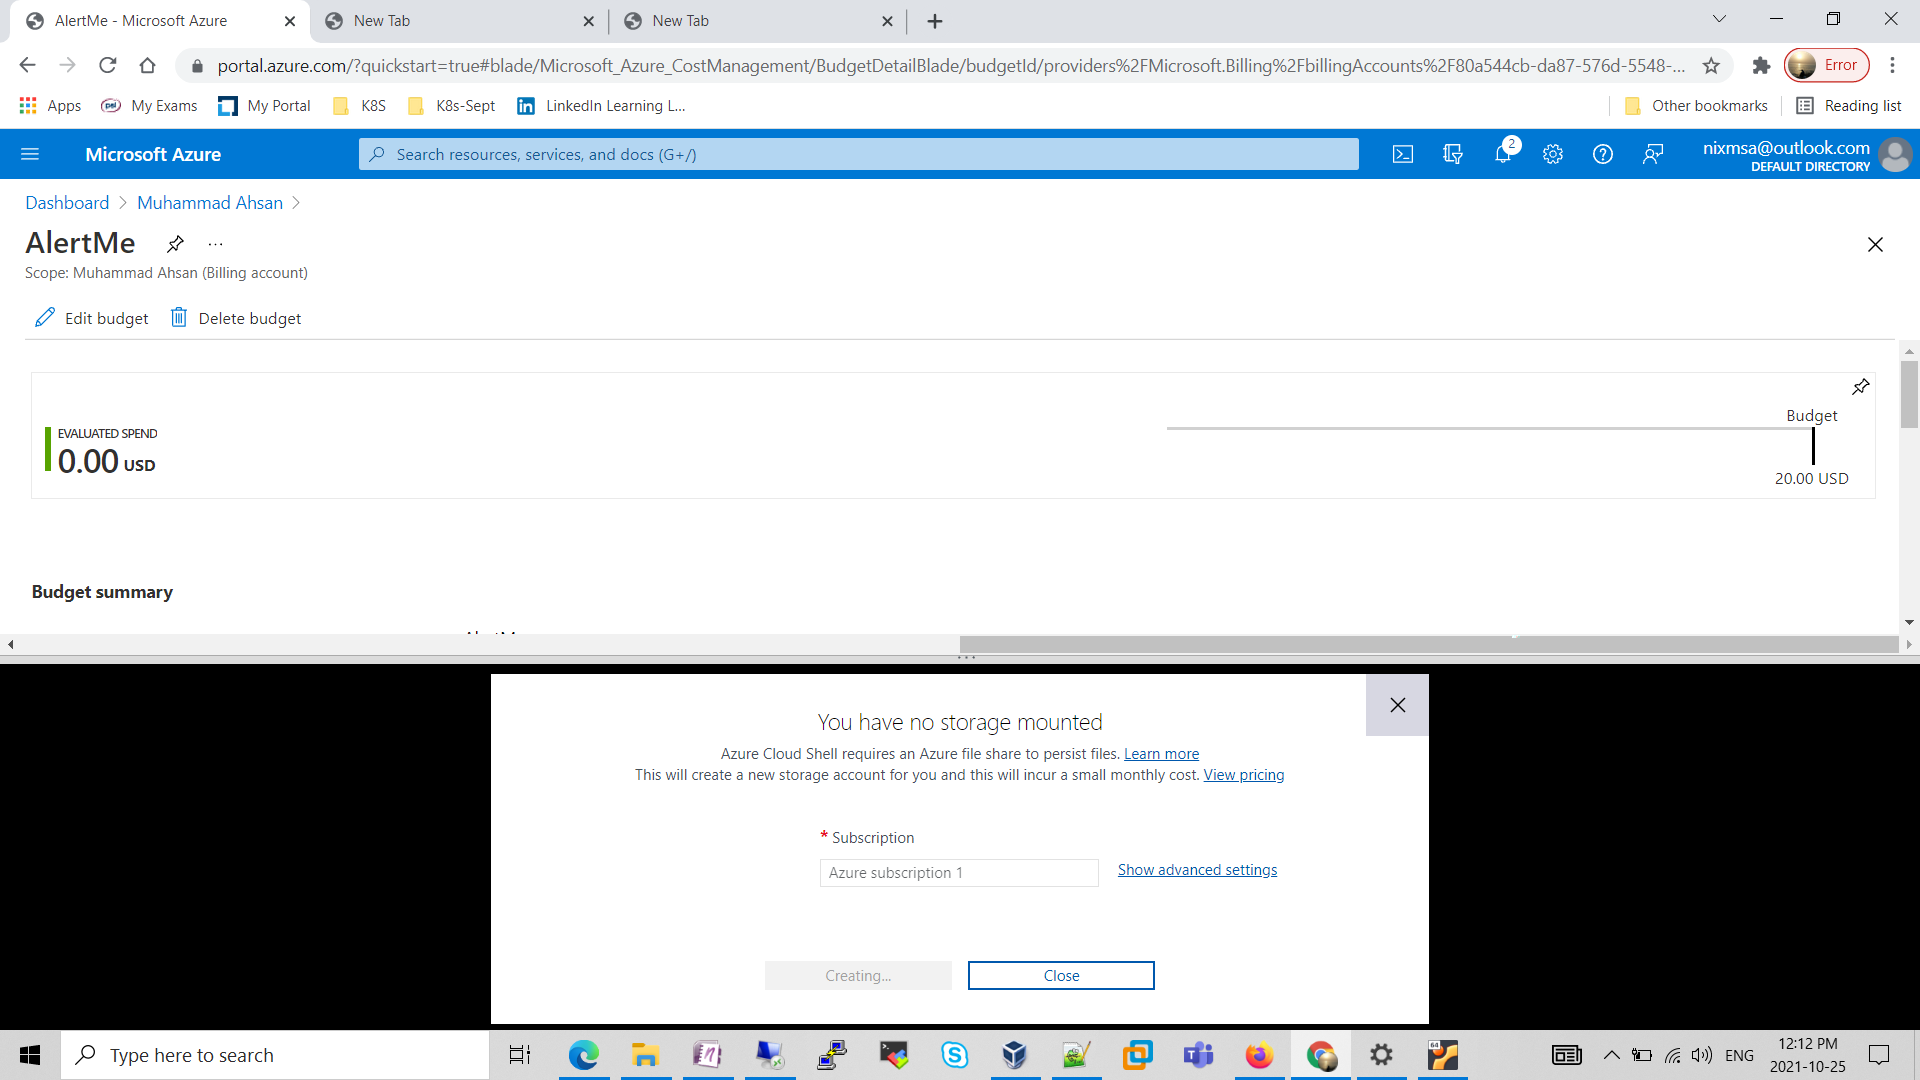 AlertMe - Microsoft Azure
New Tab
New Tab
portal.azure.com/?quickstart=true#blade/Microsoft_Azure_CostManagement/BudgetDetailBlade/budgetId/providers%2FMicrosoft.Billing%2FbillingAccounts%2F80a544cb-da87-576d-5548-...
Error
Apps
My Exams
My Portal
K8S
K8s-Sept
LinkedIn Learning L...
Other bookmarks
Reading list
Microsoft Azure
Search resources, services, and docs (G+/)
2
nixmsa@outlook.com
DEFAULT DIRECTORY
Dashboard > Muhammad Ahsan >
AlertMe
Scope: Muhammad Ahsan (Billing account)
Edit budget
Delete budget
EVALUATED SPEND
0.00 USD
Budget
20.00 USD
Budget summary
You have no storage mounted
Azure Cloud Shell requires an Azure file share to persist files. Learn more
This will create a new storage account for you and this will incur a small monthly cost. View pricing
* Subscription
Azure subscription 1
Show advanced settings
Creating...
Close
Type here to search
ENG
12:12 PM
2021-10-25